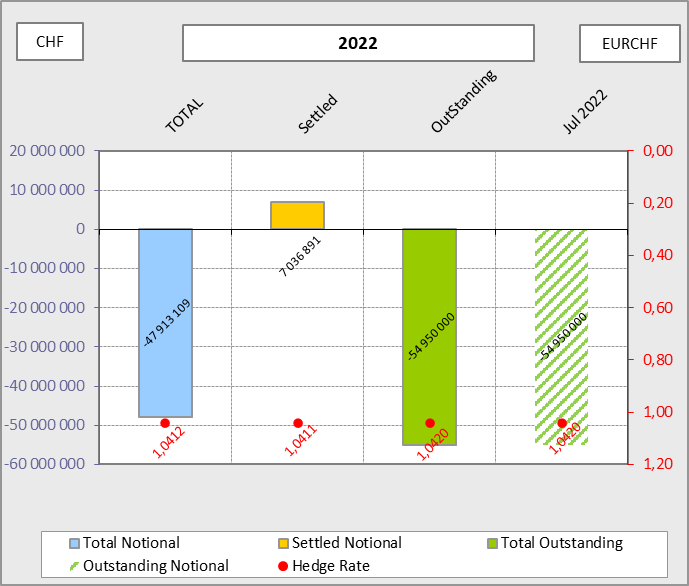 CHF
2022
EURCHF
TOTAL
Settled
OutStanding
Jul 2022
20 000 000
10 000 000
0
-10 000 000
-20 000 000
-30 000 000
-40 000 000
-50 000 000
-60 000 000
-47 913 109
7 036 891
-54 950 000
-54 950 000
1,0412
1,0411
1,0420
1,0420
0,00
0,20
0,40
0,60
0,80
1,00
1,20
Total Notional
Settled Notional
Total Outstanding
Outstanding Notional
Hedge Rate